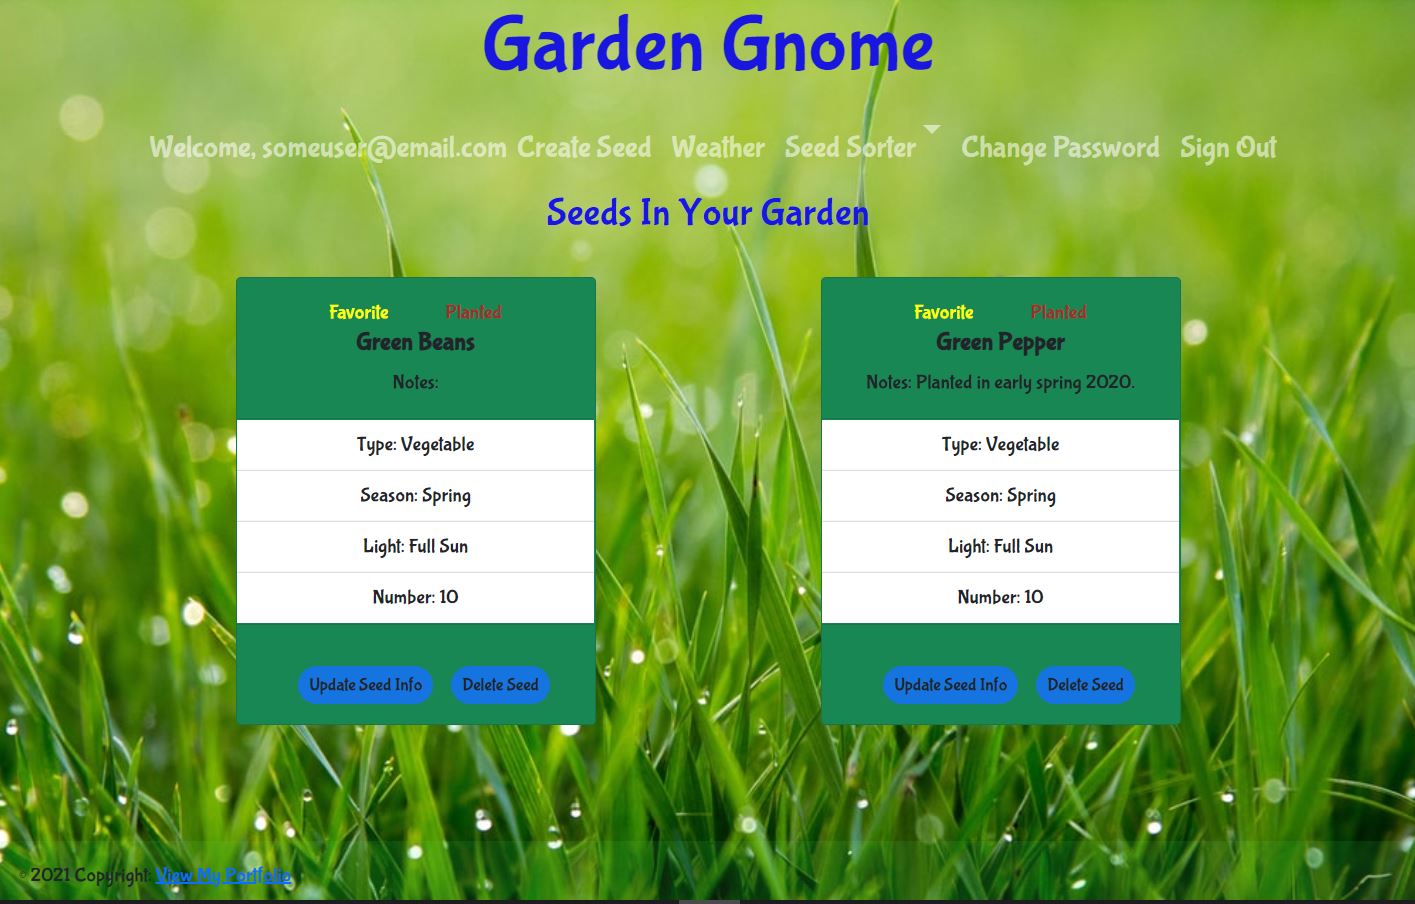 Garden Gnome
Welcome, someuser@email.com Create Seed Weather Seed Sorter Change Password Sign Out
Seeds In Your Garden
Favorite Planted
Green Beans
Notes:
Type: Vegetable
Season: Spring
Light: Full Sun
Number: 10
Update Seed Info Delete Seed
Favorite Planted
Green Pepper
Notes: Planted in early spring 2020.
Type: Vegetable
Season: Spring
Light: Full Sun
Number: 10
Update Seed Info Delete Seed
© 2021 Copyright: View My Portfolio